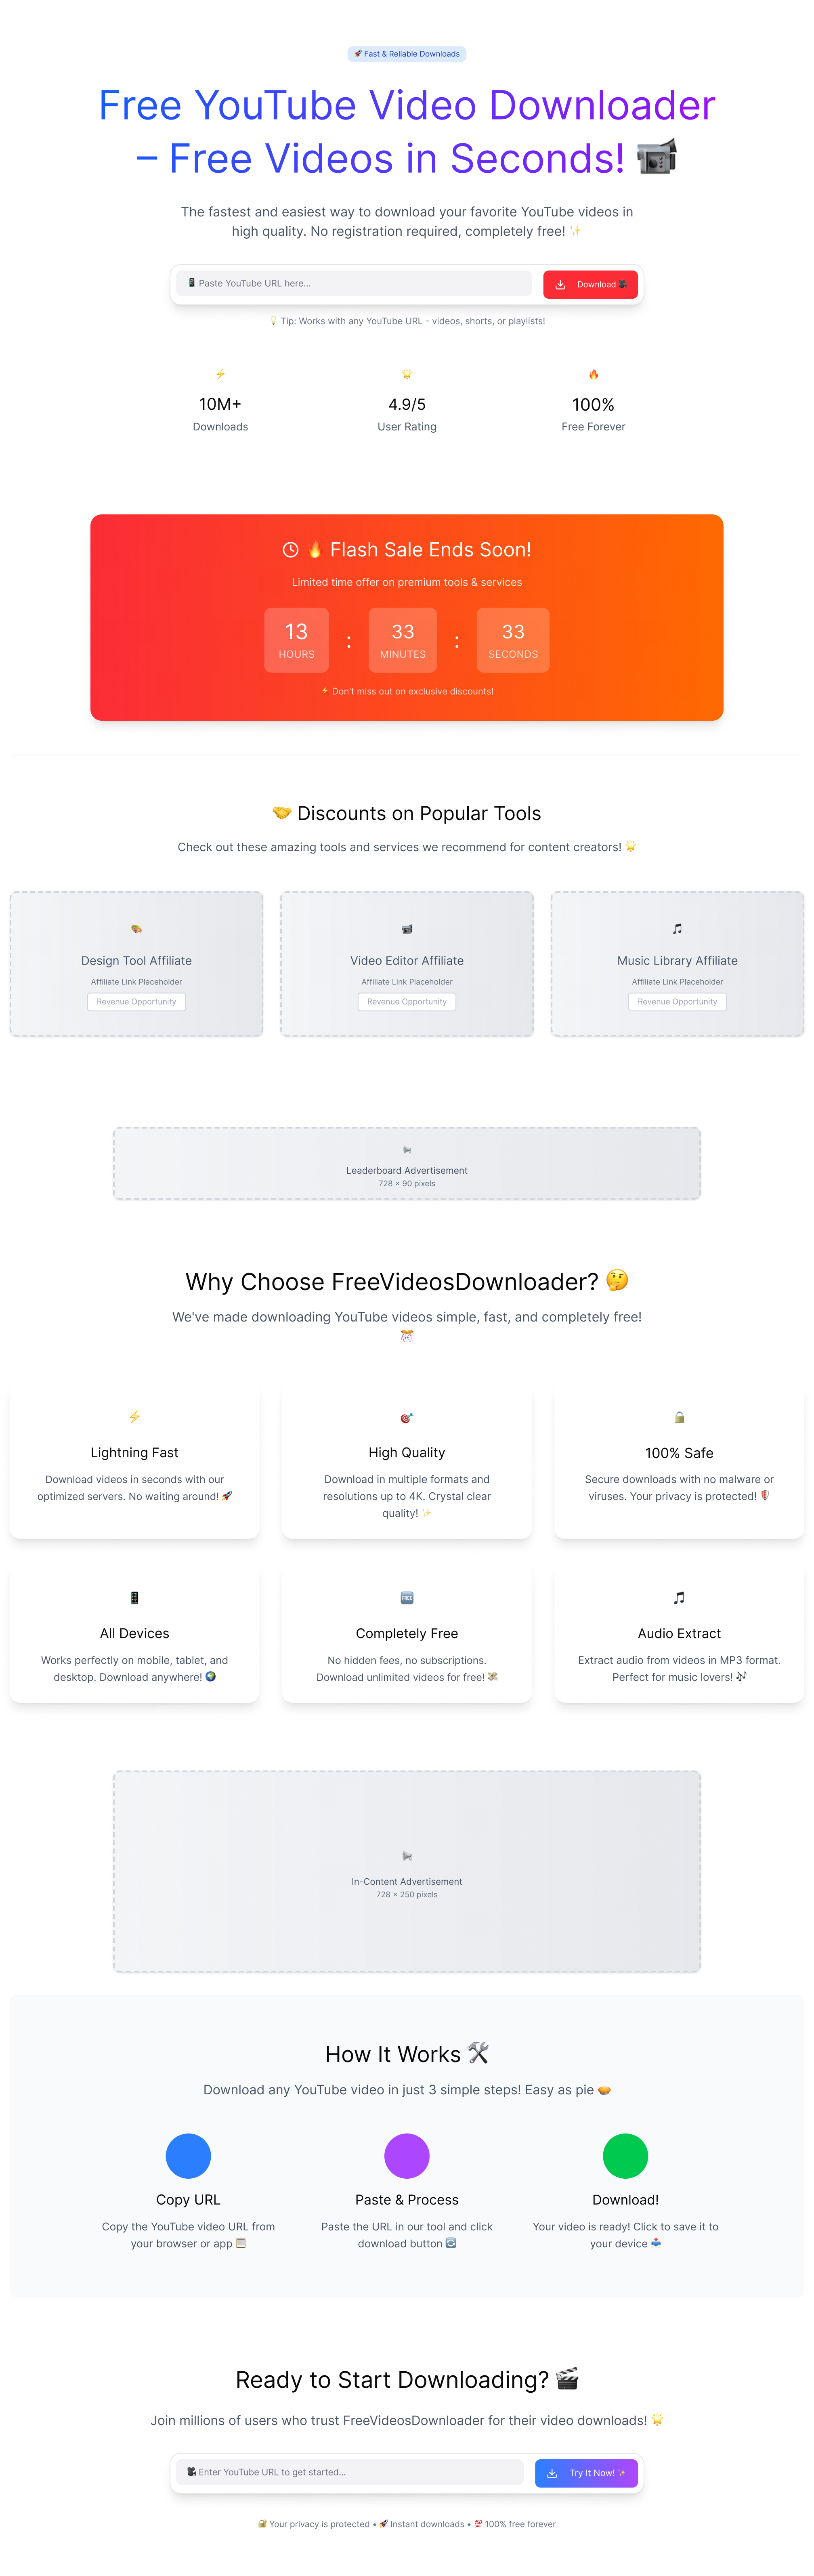 🚀 Fast & Reliable Downloads
Free YouTube Video Downloader
– Free Videos in Seconds! 📹
The fastest and easiest way to download your favorite YouTube videos in
high quality. No registration required, completely free! ✨
📱 Paste YouTube URL here...
Download 🎥
💡 Tip: Works with any YouTube URL - videos, shorts, or playlists!
⚡
🌟
🔥
10M+
4.9/5
100%
Downloads
User Rating
Free Forever
🔥 Flash Sale Ends Soon!
Limited time offer on premium tools & services
13 : 33 : 33
HOURS
MINUTES
SECONDS
⚡ Don't miss out on exclusive discounts!
🤝 Discounts on Popular Tools
Check out these amazing tools and services we recommend for content creators! 🌟
🎨
Design Tool Affiliate
Affiliate Link Placeholder
Revenue Opportunity
📹
Video Editor Affiliate
Affiliate Link Placeholder
Revenue Opportunity
🎵
Music Library Affiliate
Affiliate Link Placeholder
Revenue Opportunity
📢
Leaderboard Advertisement
728 × 90 pixels
Why Choose FreeVideosDownloader? 🤔
We've made downloading YouTube videos simple, fast, and completely free!
🎊
⚡
Lightning Fast
Download videos in seconds with our
optimized servers. No waiting around! 🚀
🎯
High Quality
Download in multiple formats and
resolutions up to 4K. Crystal clear
quality! ✨
🔒
100% Safe
Secure downloads with no malware or
viruses. Your privacy is protected! 🛡️
📱
All Devices
Works perfectly on mobile, tablet, and
desktop. Download anywhere! 🌍
🆓
Completely Free
No hidden fees, no subscriptions.
Download unlimited videos for free! 💸
🎵
Audio Extract
Extract audio from videos in MP3 format.
Perfect for music lovers! 🎶
📢
In-Content Advertisement
728 × 250 pixels
How It Works 🛠️
Download any YouTube video in just 3 simple steps! Easy as pie 🥧
Copy URL
Copy the YouTube video URL from
your browser or app 📋
Paste & Process
Paste the URL in our tool and click
download button 🔄
Download!
Your video is ready! Click to save it to
your device 📥
Ready to Start Downloading? 🎬
Join millions of users who trust FreeVideosDownloader for their video downloads! 🌟
🎥 Enter YouTube URL to get started...
Try It Now! ✨
🔐 Your privacy is protected • 🚀 Instant downloads • 💯 100% free forever